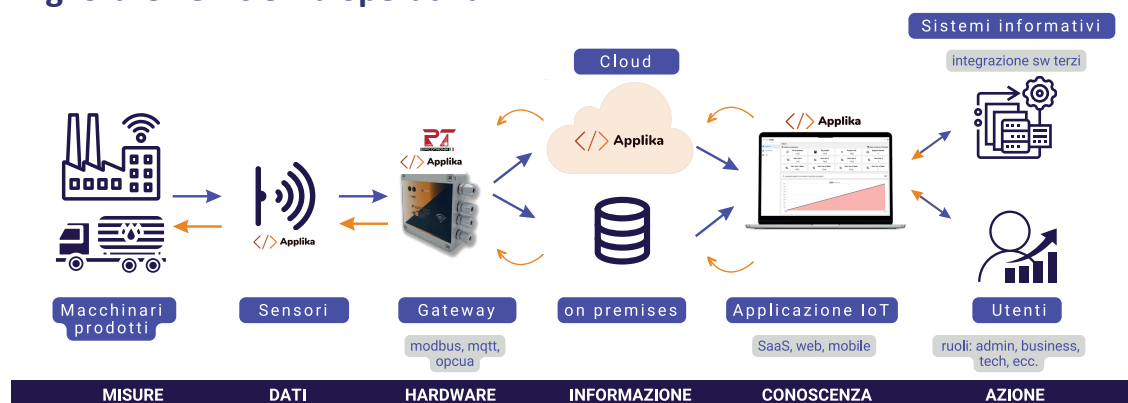 Sistemi informativi
integrazione sw terzi
Cloud
</> Applika
</> Applika
</> Applika
</> Applika
Macchinari
prodotti
Sensori
Gateway
modbus, mqtt,
opcua
on premises
Applicazione IoT
SaaS, web, mobile
Utenti
ruoli: admin, business,
tech, ecc.
MISURE
DATI
HARDWARE
INFORMAZIONE
CONOSCENZA
AZIONE